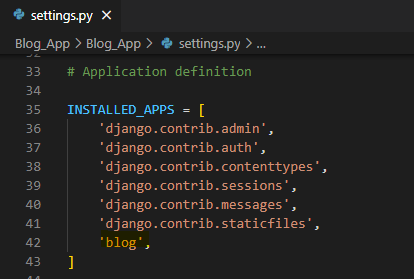 settings.py X
Blog_App > Blog_App > settings.py > ...
33 # Application definition
34
35 INSTALLED_APPS = [
36 'django.contrib.admin',
37 'django.contrib.auth',
38 'django.contrib.contenttypes',
39 'django.contrib.sessions',
40 'django.contrib.messages',
41 'django.contrib.staticfiles',
42 'blog',
43 ]